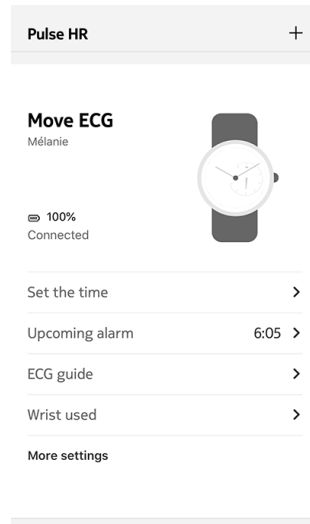 Pulse HR
Move ECG
Mélanie
100%
Connected
Set the time
Upcoming alarm 6:05
ECG guide
Wrist used
More settings